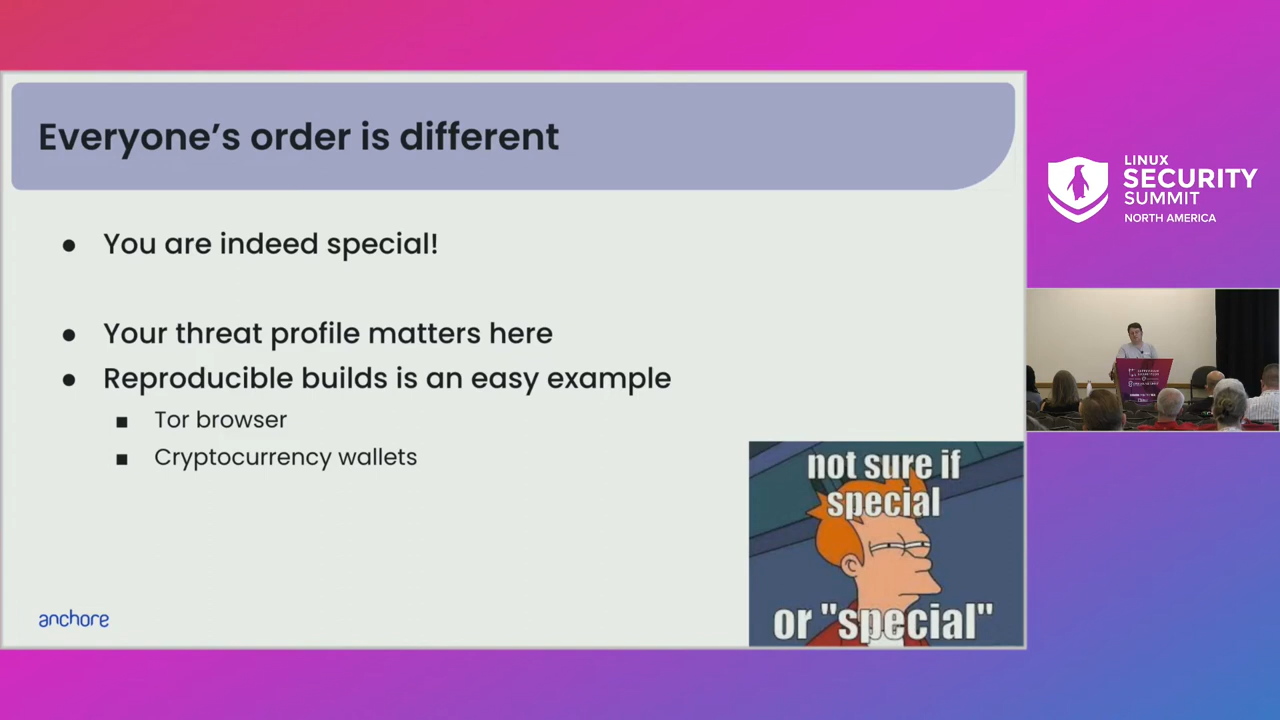 Everyone's order is different
● You are indeed special!
● Your threat profile matters here
● Reproducible builds is an easy example
■ Tor browser
■ Cryptocurrency wallets
not sure if
special
or "special"
anchore
LINUX
SECURITY
SUMMIT
NORTH AMERICA